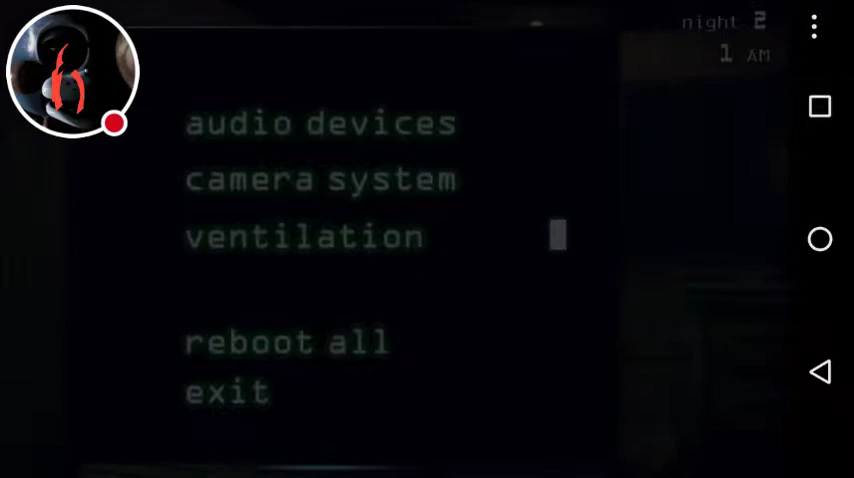 night 2
1 AM
audio devices
camera system
ventilation
reboot all
exit